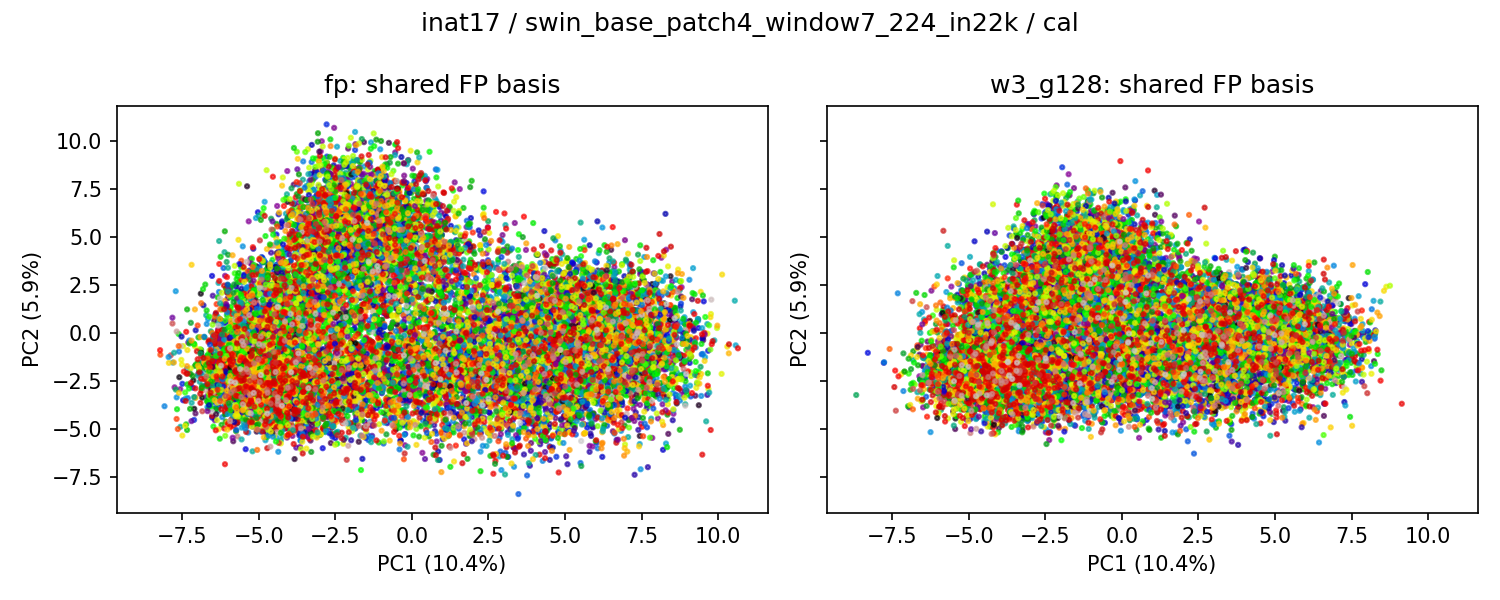 inat17 / swin_base_patch4_window7_224_in22k / cal
fp: shared FP basis
w3_g128: shared FP basis
10.0
7.5
5.0
2.5
0.0
−2.5
−5.0
−7.5
PC2 (5.9%)
PC2 (5.9%)
−7.5 −5.0 −2.5 0.0 2.5 5.0 7.5 10.0
−7.5 −5.0 −2.5 0.0 2.5 5.0 7.5 10.0
PC1 (10.4%)
PC1 (10.4%)